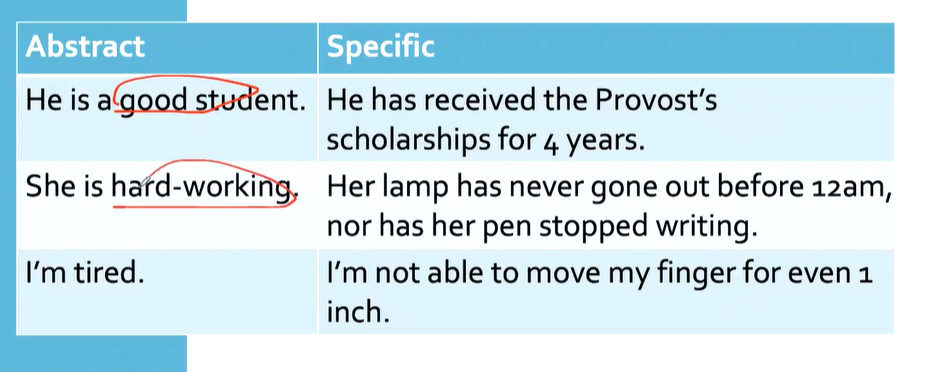 Abstract
Specific
He is a good student.
He has received the Provost’s
scholarships for 4 years.
She is hard-working.
Her lamp has never gone out before 12am,
nor has her pen stopped writing.
I’m tired.
I’m not able to move my finger for even 1
inch.